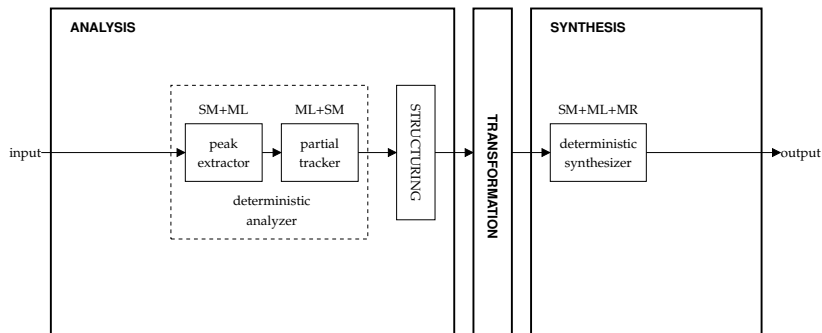 ANALYSIS
SYNTHESIS
SM+ML
ML+SM
SM+ML+MR
input
peak
extractor
partial
tracker
deterministic
analyzer
STRUCTURING
TRANSFORMATION
deterministic
synthesizer
output